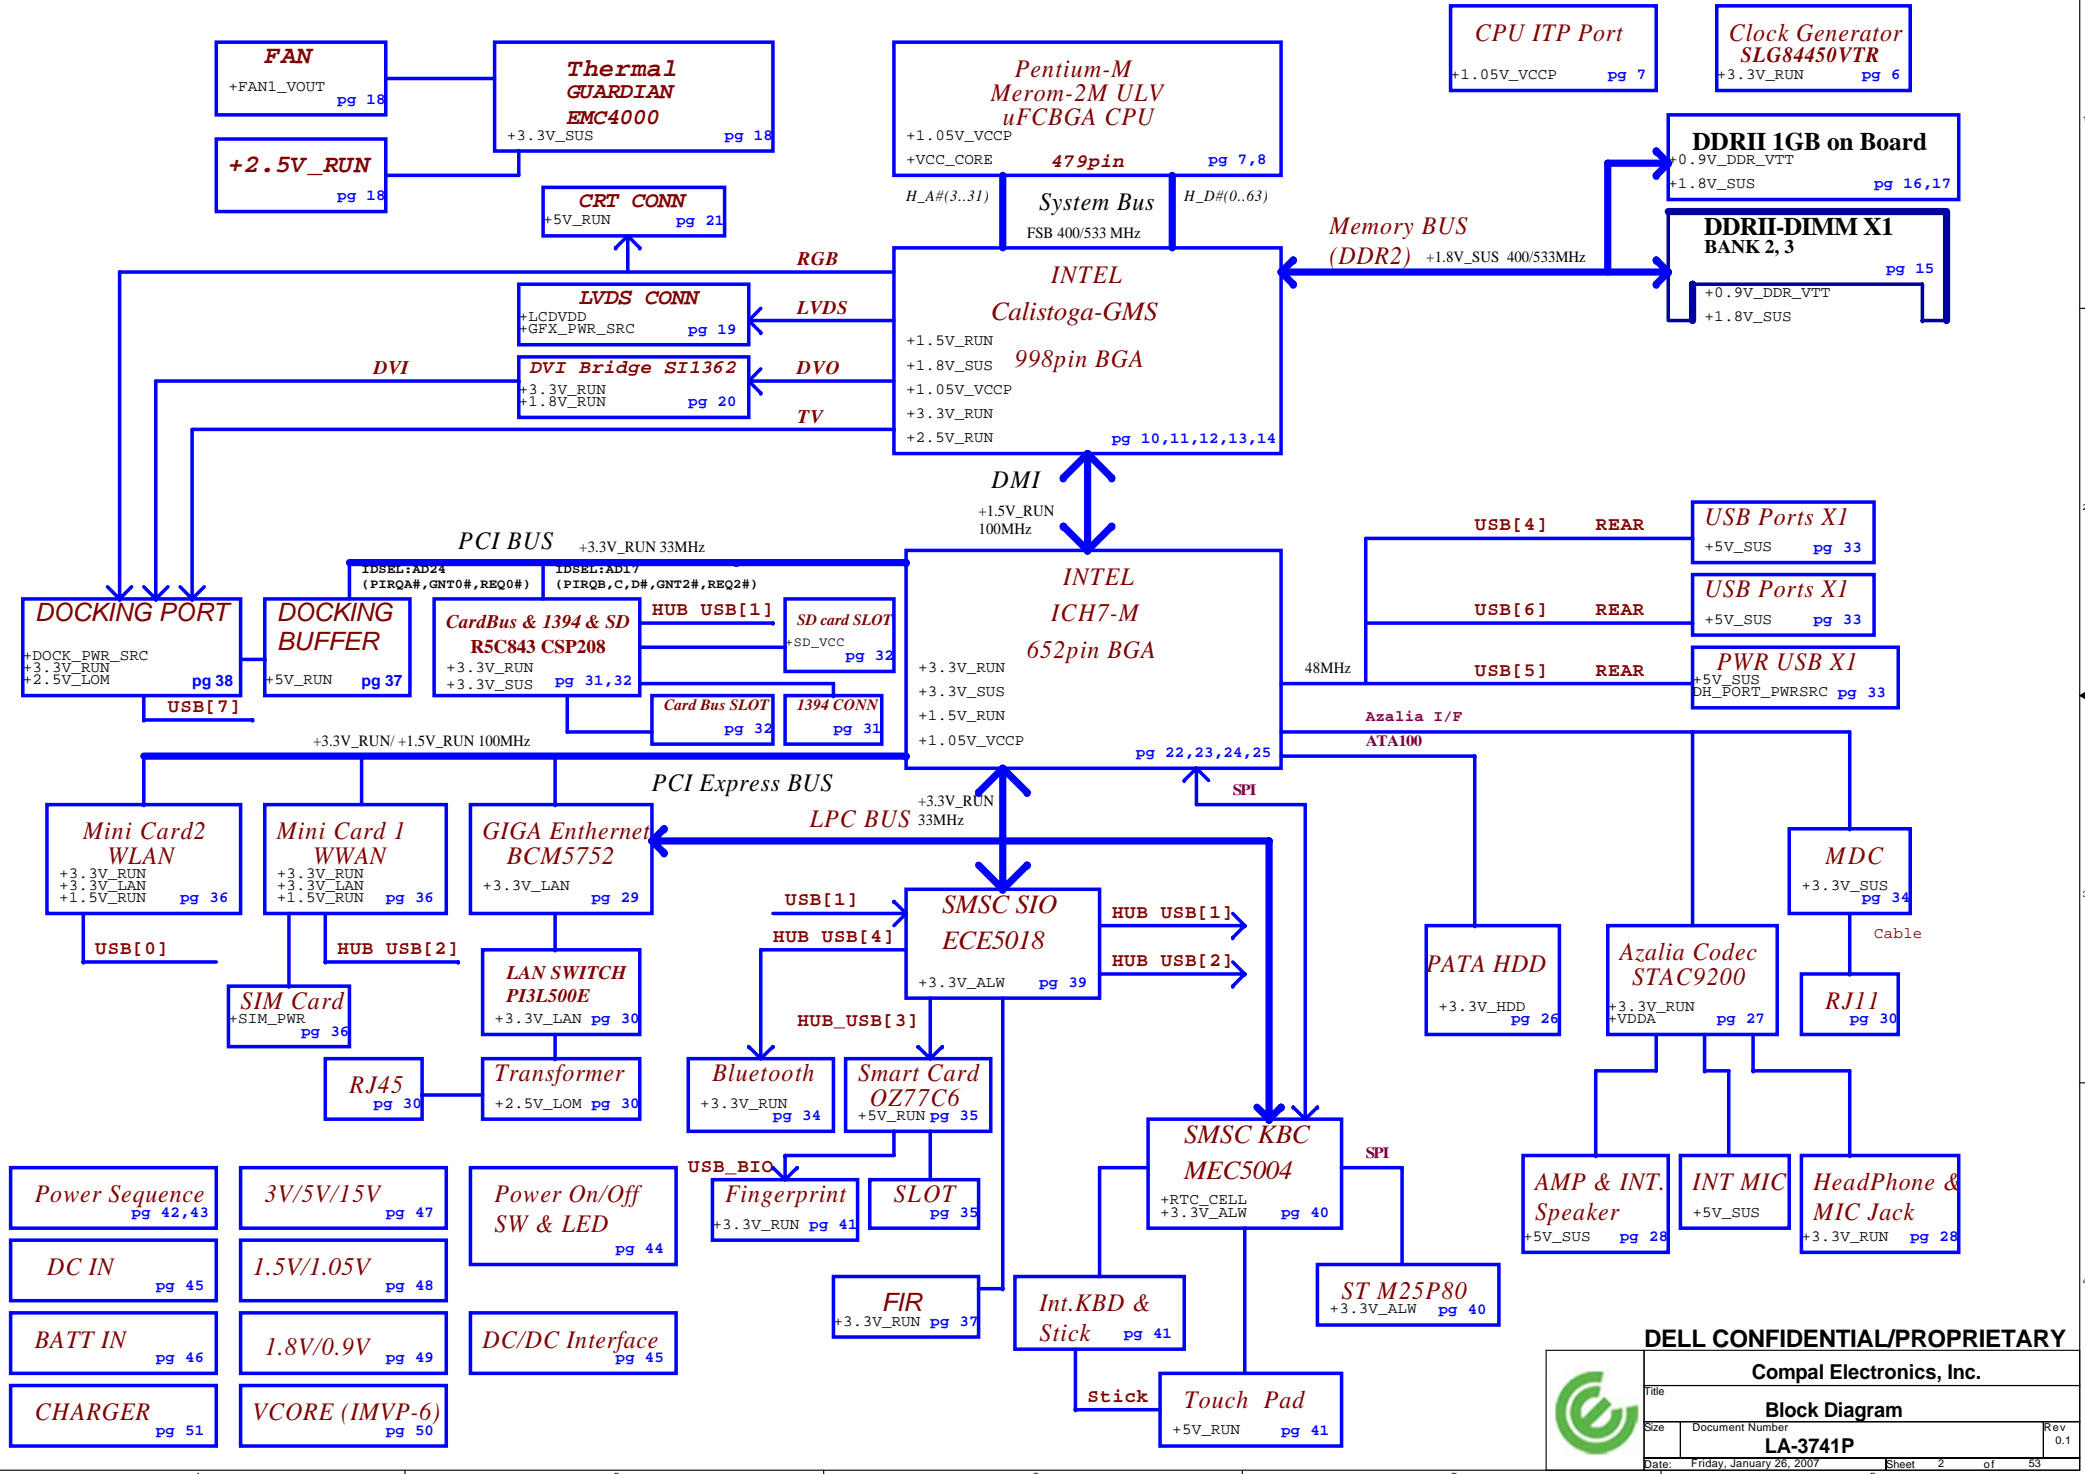 FAN
+FAN1_VOUT
pg 18
+2.5V_RUN
pg 18
Thermal
GUARDIAN
EMC4000
+3.3V_SUS
pg 18
Pentium-M
Merom-2M ULV
uFCBGA CPU
+1.05V_VCCP
+VCC_CORE
479pin
pg 7,8
CPU ITP Port
+1.05V_VCCP
pg 7
Clock Generator
SLG84450VTR
+3.3V_RUN
pg 6
DDRII 1GB on Board
+0.9V_DDR_VTT
+1.8V_SUS
pg 16,17
DDRII-DIMM X1
BANK 2, 3
pg 15
+0.9V_DDR_VTT
+1.8V_SUS
CRT CONN
+5V_RUN
pg 21
H_A#(3..31)
System Bus
H_D#(0..63)
FSB 400/533 MHz
Memory BUS
(DDR2)
+1.8V_SUS 400/533MHz
RGB
LVDS CONN
+LCDVDD
+GFX_PWR_SRC
pg 19
LVDS
DVI
DVI Bridge SI1362
+3.3V_RUN
+1.8V_RUN
pg 20
DVO
TV
INTEL
Calistoga-GMS
998pin BGA
+1.5V_RUN
+1.8V_SUS
+1.05V_VCCP
+3.3V_RUN
+2.5V_RUN
pg 10,11,12,13,14
DMI
+1.5V_RUN
100MHz
PCI BUS
+3.3V_RUN 33MHz
IDSEL:AD24
(PIRQA#,GNT0#,REQ0#)
IDSEL:AD17
(PIRQB,C,D#,GNT2#,REQ2#)
DOCKING PORT
+DOCK_PWR_SRC
+3.3V_RUN
+2.5V_LOM
pg 38
USB[7]
DOCKING
BUFFER
+5V_RUN
pg 37
CardBus & 1394 & SD
R5C843 CSP208
+3.3V_RUN
+3.3V_SUS
pg 31,32
HUB USB[1]
SD card SLOT
+SD_VCC
pg 32
Card Bus SLOT
pg 32
1394 CONN
pg 31
INTEL
ICH7-M
652pin BGA
+3.3V_RUN
+3.3V_SUS
+1.5V_RUN
+1.05V_VCCP
pg 22,23,24,25
48MHz
USB[4]
REAR
USB Ports X1
+5V_SUS
pg 33
USB[6]
REAR
USB Ports X1
+5V_SUS
pg 33
USB[5]
REAR
PWR USB X1
+5V_SUS
DH_PORT_PWRSRC
pg 33
Azalia I/F
ATA100
SPI
+3.3V_RUN/ +1.5V_RUN 100MHz
PCI Express BUS
LPC BUS
+3.3V_RUN
33MHz
Mini Card2
WLAN
+3.3V_RUN
+3.3V_LAN
+1.5V_RUN
pg 36
USB[0]
Mini Card 1
WWAN
+3.3V_RUN
+3.3V_LAN
+1.5V_RUN
pg 36
HUB USB[2]
SIM Card
+SIM_PWR
pg 36
GIGA Enthernet
BCM5752
+3.3V_LAN
pg 29
LAN SWITCH
PI3L500E
+3.3V_LAN
pg 30
Transformer
+2.5V_LOM
pg 30
RJ45
pg 30
USB[1]
HUB USB[4]
SMSC SIO
ECE5018
+3.3V_ALW
pg 39
HUB USB[1]
HUB USB[2]
HUB_USB[3]
Bluetooth
+3.3V_RUN
pg 34
Smart Card
OZ77C6
+5V_RUN
pg 35
USB_BIO
Fingerprint
+3.3V_RUN
pg 41
SLOT
pg 35
FIR
+3.3V_RUN
pg 37
SMSC KBC
MEC5004
+RTC_CELL
+3.3V_ALW
pg 40
SPI
ST M25P80
+3.3V_ALW
pg 40
Int.KBD &
Stick
pg 41
Stick
Touch Pad
+5V_RUN
pg 41
PATA HDD
+3.3V_HDD
pg 26
Azalia Codec
STAC9200
+3.3V_RUN
+VDDA
pg 27
MDC
+3.3V_SUS
pg 34
Cable
RJ11
pg 30
AMP & INT.
Speaker
+5V_SUS
pg 28
INT MIC
+5V_SUS
HeadPhone &
MIC Jack
+3.3V_RUN
pg 28
Power Sequence
pg 42,43
DC IN
pg 45
BATT IN
pg 46
CHARGER
pg 51
3V/5V/15V
pg 47
1.5V/1.05V
pg 48
1.8V/0.9V
pg 49
VCORE (IMVP-6)
pg 50
Power On/Off
SW & LED
pg 44
DC/DC Interface
pg 45
DELL CONFIDENTIAL/PROPRIETARY
Compal Electronics, Inc.
Title
Block Diagram
Size
Document Number
Rev
LA-3741P
0.1
Date:
Friday, January 26, 2007
Sheet
2
of
53